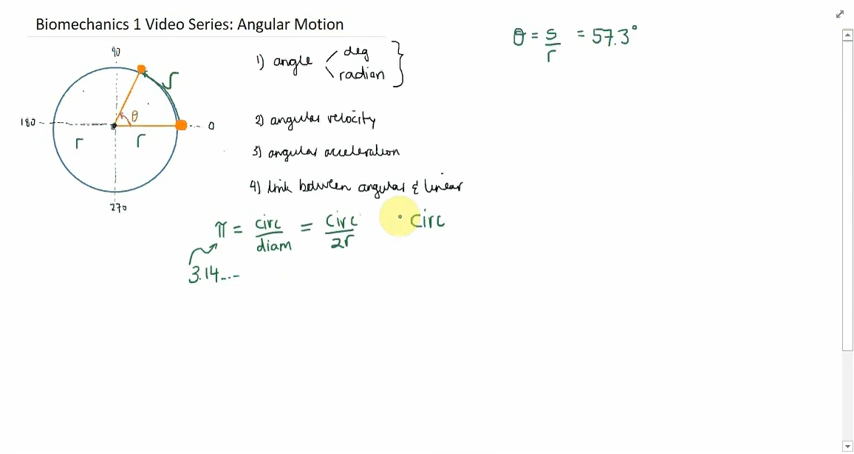 Biomechanics 1 Video Series: Angular Motion
θ = s/r = 57.3°
90
180
0
270
θ
s
r
r
1) angle
deg
radian
2) angular velocity
3) angular acceleration
4) link between angular & linear
π = circ/diam = circ/2r · circ
3.14...